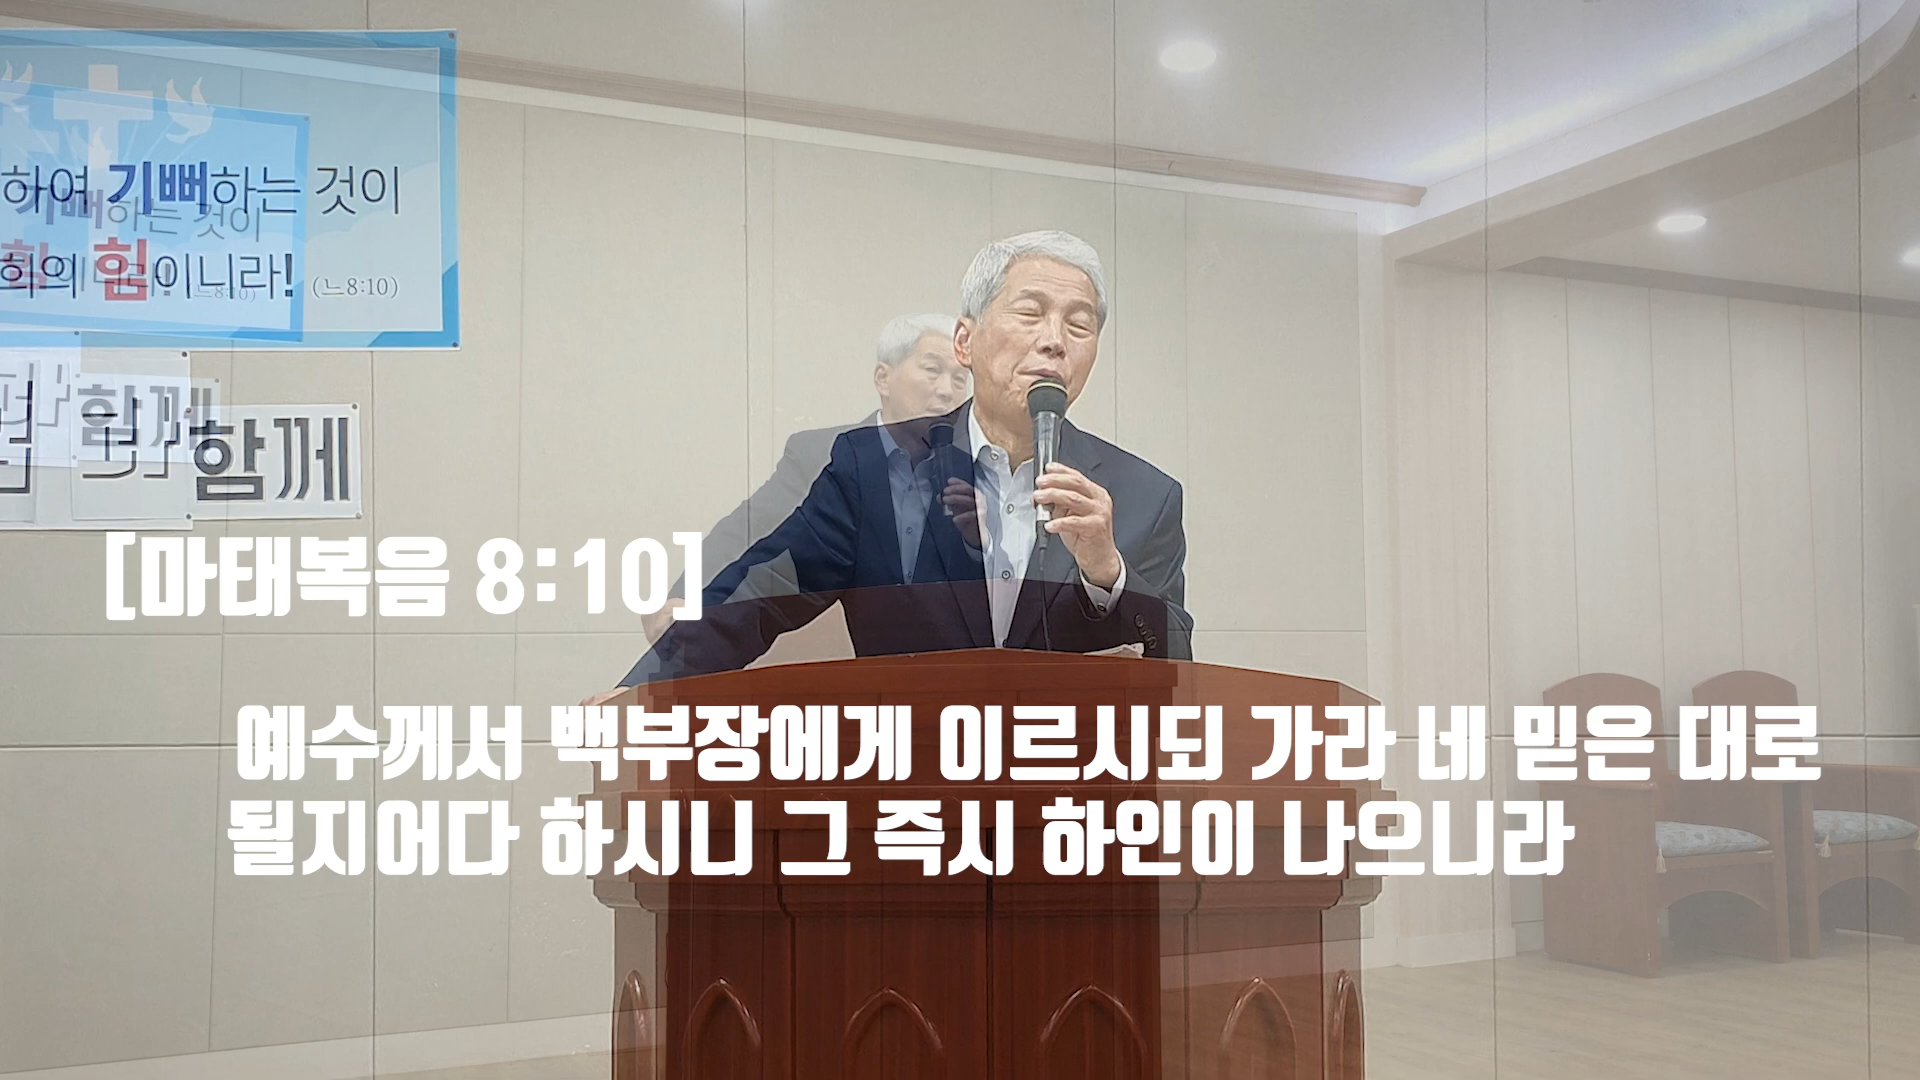 하여 기뻐하는 것이
회의 힘이니라! (느8:10)
함께
[마태복음 8:10]
예수께서 백부장에게 이르시되 가라 네 믿은 대로
될지어다 하시니 그 즉시 하인이 나으니라